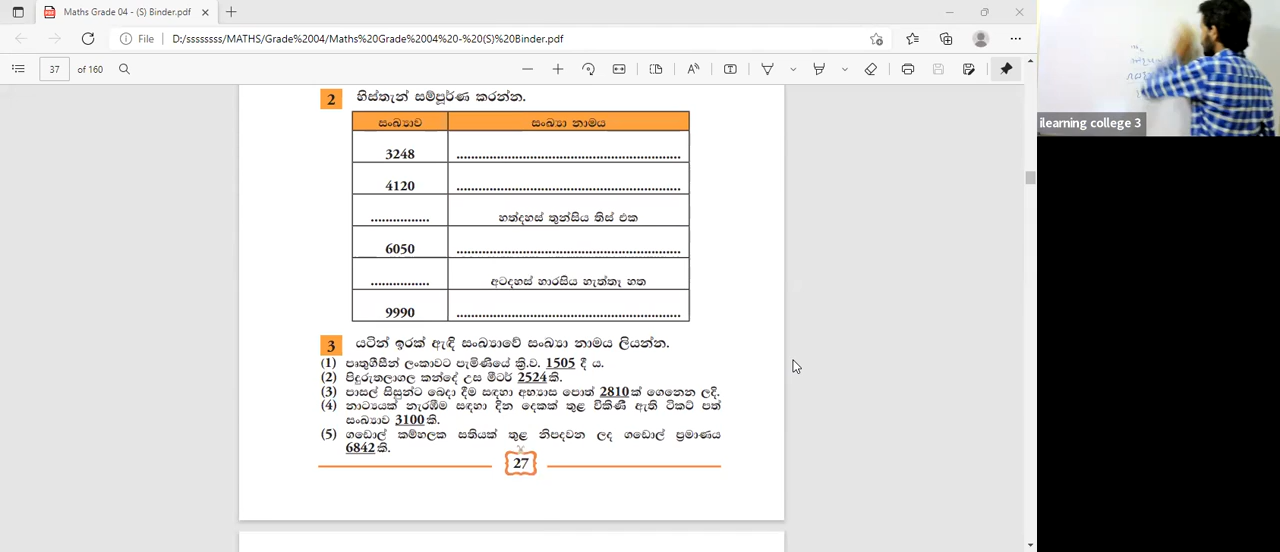 Maths Grade 04 - (S) Binder.pdf
File
D:/ssssssss/MATHS/Grade%2004/Maths%20Grade%2004%20-%20(S)%20Binder.pdf
37 of 160
2 හිස්තැන් සම්පූර්ණ කරන්න.
සංඛ්‍යාව සංඛ්‍යා නාමය
3248 ..............................................................
4120 ..............................................................
................ හත්දහස් තුන්සිය තිස් එක
6050 ..............................................................
................ අටදහස් හාරසිය හැත්තෑ හත
9990 ..............................................................
3 යටින් ඉරක් ඇඳි සංඛ්‍යාවේ සංඛ්‍යා නාමය ලියන්න.
(1) පෘතුගීසීන් ලංකාවට පැමිණියේ ක්‍රි.ව. 1505 දී ය.
(2) පිදුරුතලාගල කන්දේ උස මීටර් 2524 කි.
(3) පාසල් සිසුන්ට බෙදා දීම සඳහා අභ්‍යාස පොත් 2810 ක් ගෙනෙන ලදි.
(4) නාට්‍යයක් නැරඹීම සඳහා දින දෙකක් තුළ විකිණී ඇති ටිකට් පත්
සංඛ්‍යාව 3100 කි.
(5) ගඩොල් කම්හලක සතියක් තුළ නිපදවන ලද ගඩොල් ප්‍රමාණය
6842 කි.
27
ilearning college 3